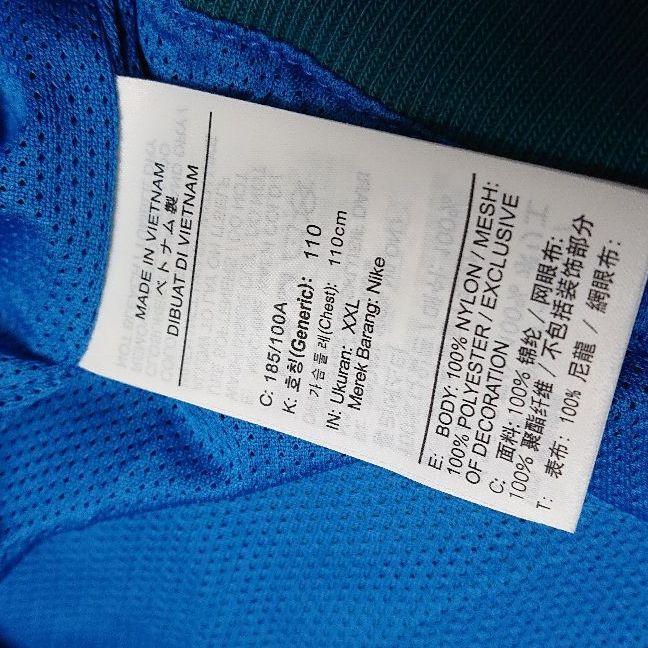 MADE IN VIETNAM
ベトナム製
DIBUAT DI VIETNAM
C: 185/100A
K: 호칭(Generic): 110
가슴둘레(Chest): 110cm
IN: Ukuran: XXL
Merek Barang: Nike
E: BODY: 100% NYLON / MESH:
100% POLYESTER / EXCLUSIVE
OF DECORATION
C: 面料: 100% 锦纶 / 网眼布:
100% 聚酯纤维 / 不包括装饰部分
T: 表布: 100% 尼龍 / 網眼布: